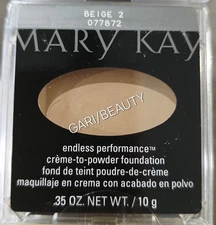 BEIGE 2
077872
MARY KAY
GARI/BEAUTY
endless performance™
crème-to-powder foundation
fond de teint poudre-de-crème
maquillaje en crema con acabado en polvo
.35 OZ. NET WT. / 10 g